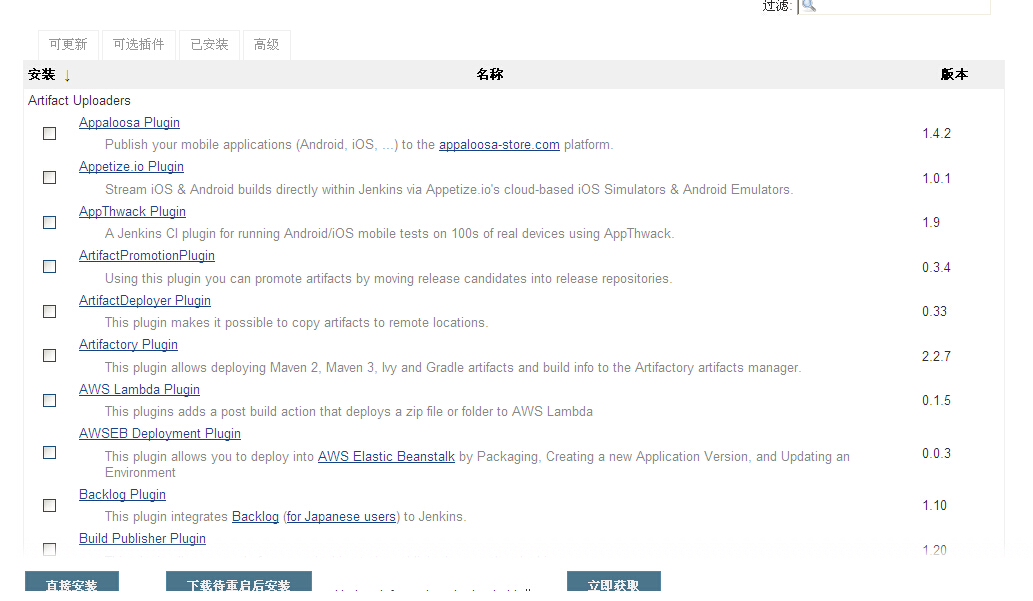 过滤:
可更新 可选插件 已安装 高级
安装 ↓ 名称 版本
Artifact Uploaders
Appaloosa Plugin
Publish your mobile applications (Android, iOS, ...) to the appaloosa-store.com platform.
1.4.2
Appetize.io Plugin
Stream iOS & Android builds directly within Jenkins via Appetize.io's cloud-based iOS Simulators & Android Emulators.
1.0.1
AppThwack Plugin
A Jenkins CI plugin for running Android/iOS mobile tests on 100s of real devices using AppThwack.
1.9
ArtifactPromotionPlugin
Using this plugin you can promote artifacts by moving release candidates into release repositories.
0.3.4
ArtifactDeployer Plugin
This plugin makes it possible to copy artifacts to remote locations.
0.33
Artifactory Plugin
This plugin allows deploying Maven 2, Maven 3, Ivy and Gradle artifacts and build info to the Artifactory artifacts manager.
2.2.7
AWS Lambda Plugin
This plugins adds a post build action that deploys a zip file or folder to AWS Lambda
0.1.5
AWSEB Deployment Plugin
This plugin allows you to deploy into AWS Elastic Beanstalk by Packaging, Creating a new Application Version, and Updating an
Environment
0.0.3
Backlog Plugin
This plugin integrates Backlog (for Japanese users) to Jenkins.
1.10
Build Publisher Plugin
1.20
直接安装 下载待重启后安装 立即获取